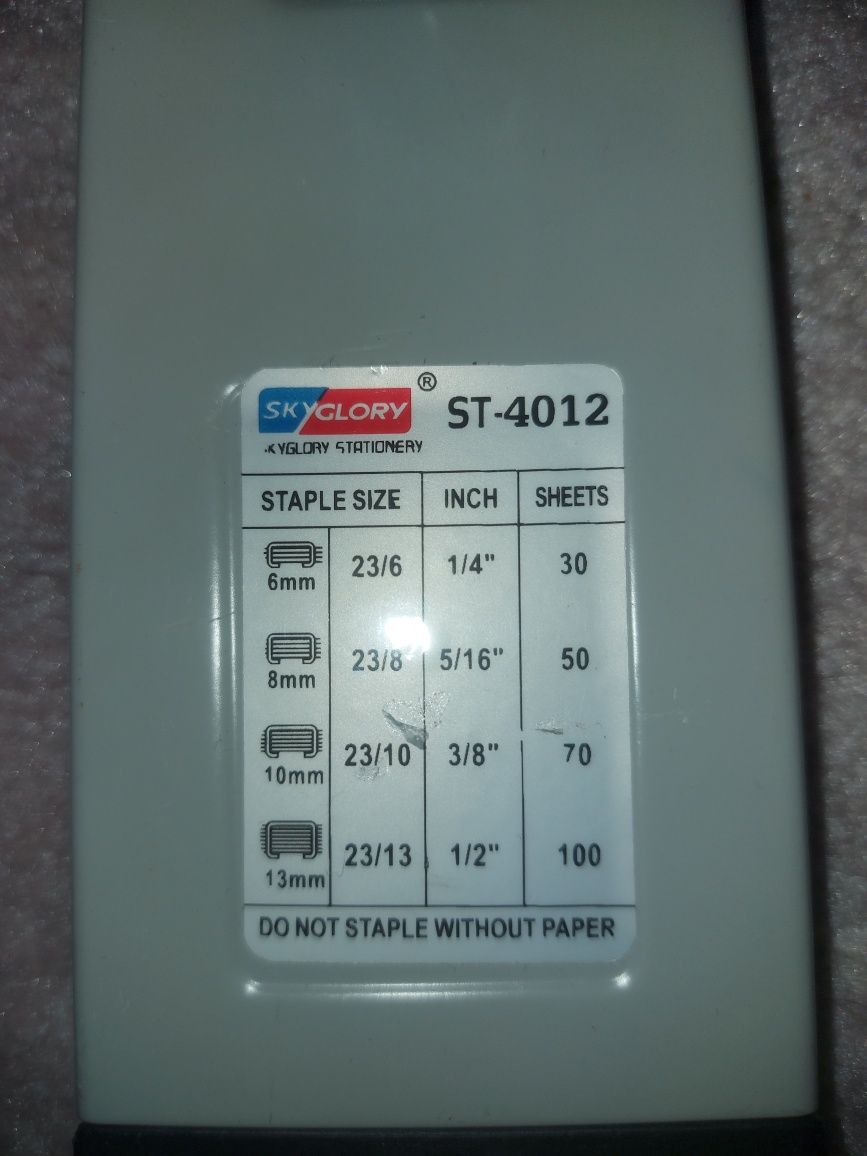 SKYGLORY ® ST-4012
KYGLORY STATIONERY
STAPLE SIZE INCH SHEETS
6mm 23/6 1/4" 30
8mm 23/8 5/16" 50
10mm 23/10 3/8" 70
13mm 23/13 1/2" 100
DO NOT STAPLE WITHOUT PAPER